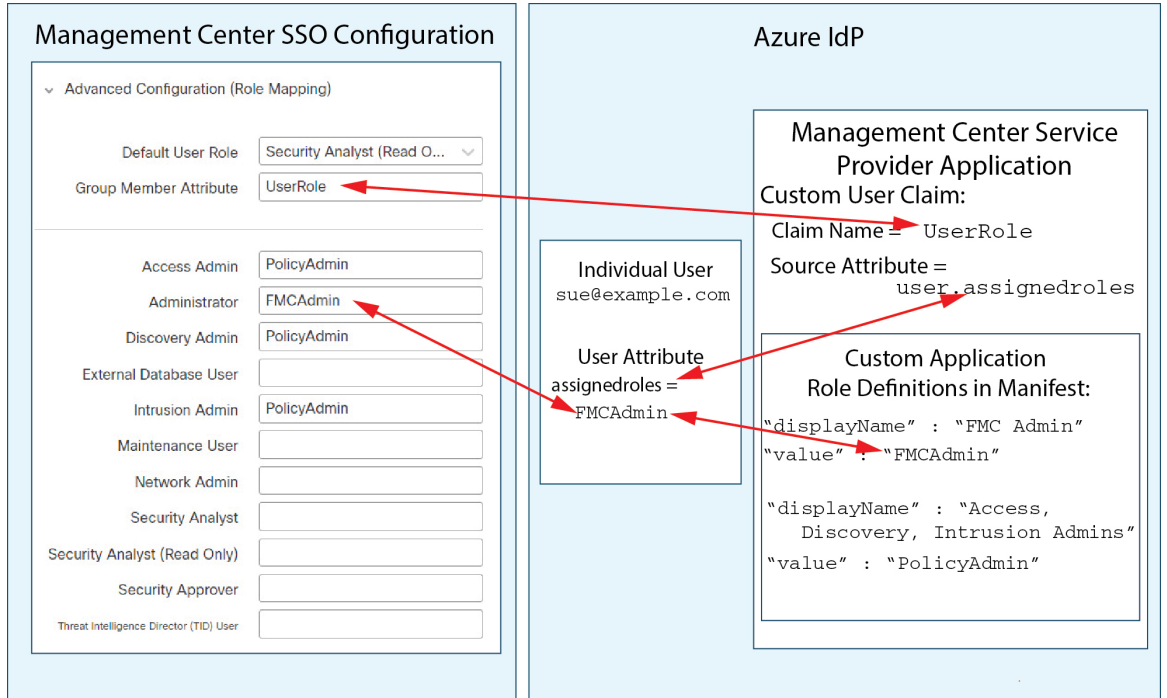 Management Center SSO Configuration
Advanced Configuration (Role Mapping)
Default User Role
Security Analyst (Read O...
Group Member Attribute
UserRole
Access Admin
PolicyAdmin
Administrator
FMCAdmin
Discovery Admin
PolicyAdmin
External Database User
Intrusion Admin
PolicyAdmin
Maintenance User
Network Admin
Security Analyst
Security Analyst (Read Only)
Security Approver
Threat Intelligence Director (TID) User
Azure IdP
Individual User
sue@example.com
User Attribute
assignedroles =
FMCAdmin
Management Center Service
Provider Application
Custom User Claim:
Claim Name = UserRole
Source Attribute =
user.assignedroles
Custom Application
Role Definitions in Manifest:
“displayName” : “FMC Admin”
“value” : “FMCAdmin”
“displayName” : “Access,
Discovery, Intrusion Admins”
“value” : “PolicyAdmin”